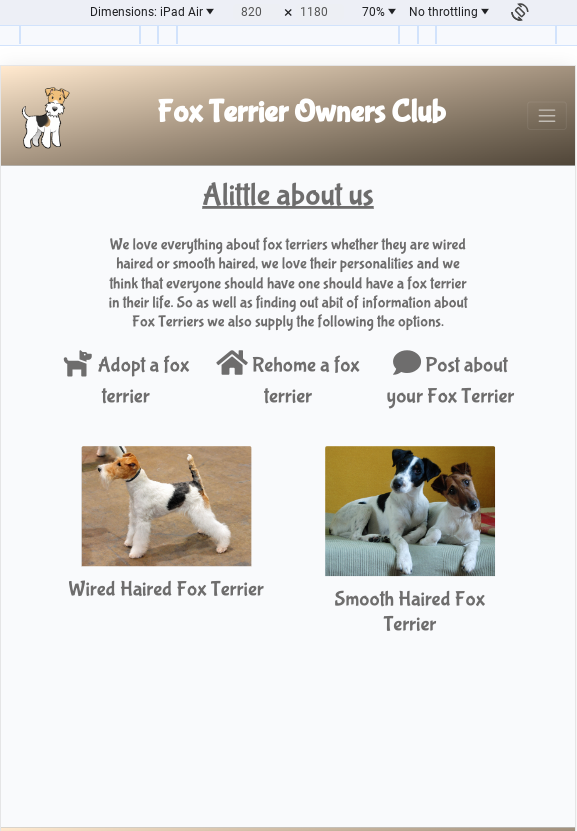 Dimensions: iPad Air 820 × 1180 70% No throttling
Fox Terrier Owners Club
Alittle about us
We love everything about fox terriers whether they are wired
haired or smooth haired, we love their personalities and we
think that everyone should have one should have a fox terrier
in their life. So as well as finding out abit of information about
Fox Terriers we also supply the following the options.
Adopt a fox
terrier
Rehome a fox
terrier
Post about
your Fox Terrier
Wired Haired Fox Terrier
Smooth Haired Fox
Terrier